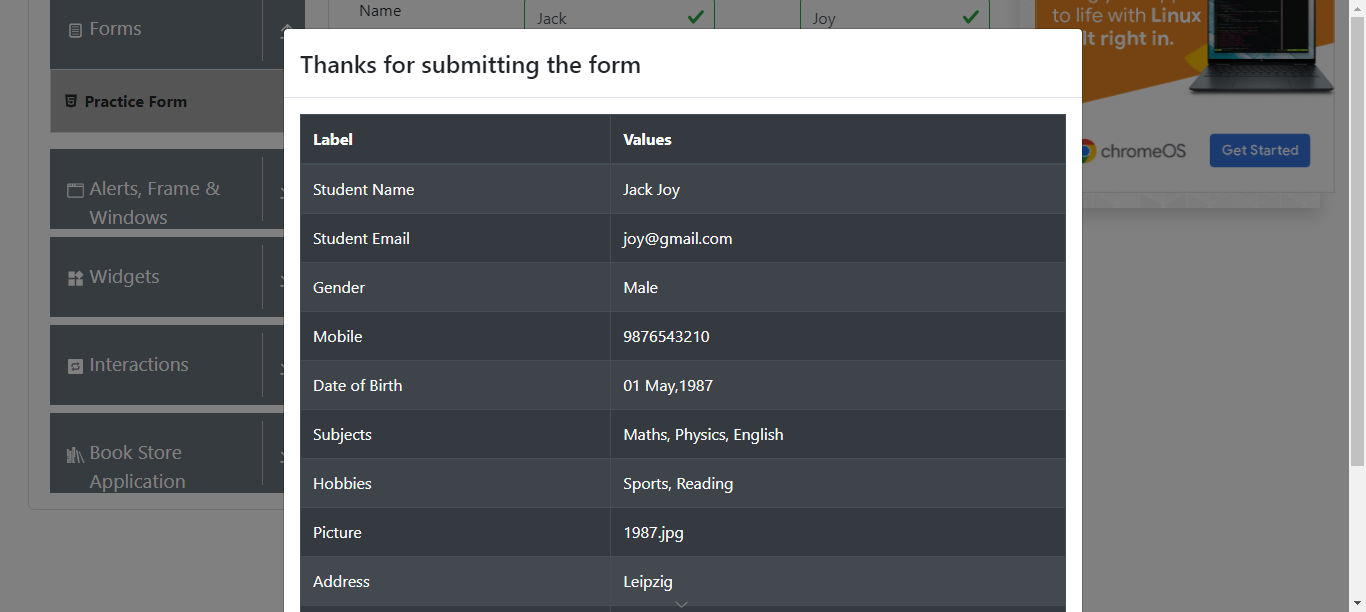 Forms
Practice Form
Alerts, Frame &
Windows
Widgets
Interactions
Book Store
Application
Name
Jack
Joy
Thanks for submitting the form
Label Values
Student Name Jack Joy
Student Email joy@gmail.com
Gender Male
Mobile 9876543210
Date of Birth 01 May,1987
Subjects Maths, Physics, English
Hobbies Sports, Reading
Picture 1987.jpg
Address Leipzig
to life with Linux
lt right in.
chromeOS
Get Started